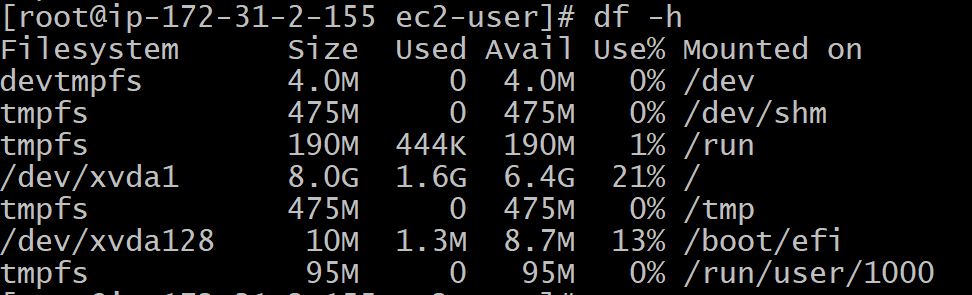 [root@ip-172-31-2-155 ec2-user]# df -h
Filesystem Size Used Avail Use% Mounted on
devtmpfs 4.0M 0 4.0M 0% /dev
tmpfs 475M 0 475M 0% /dev/shm
tmpfs 190M 444K 190M 1% /run
/dev/xvda1 8.0G 1.6G 6.4G 21% /
tmpfs 475M 0 475M 0% /tmp
/dev/xvda128 10M 1.3M 8.7M 13% /boot/efi
tmpfs 95M 0 95M 0% /run/user/1000